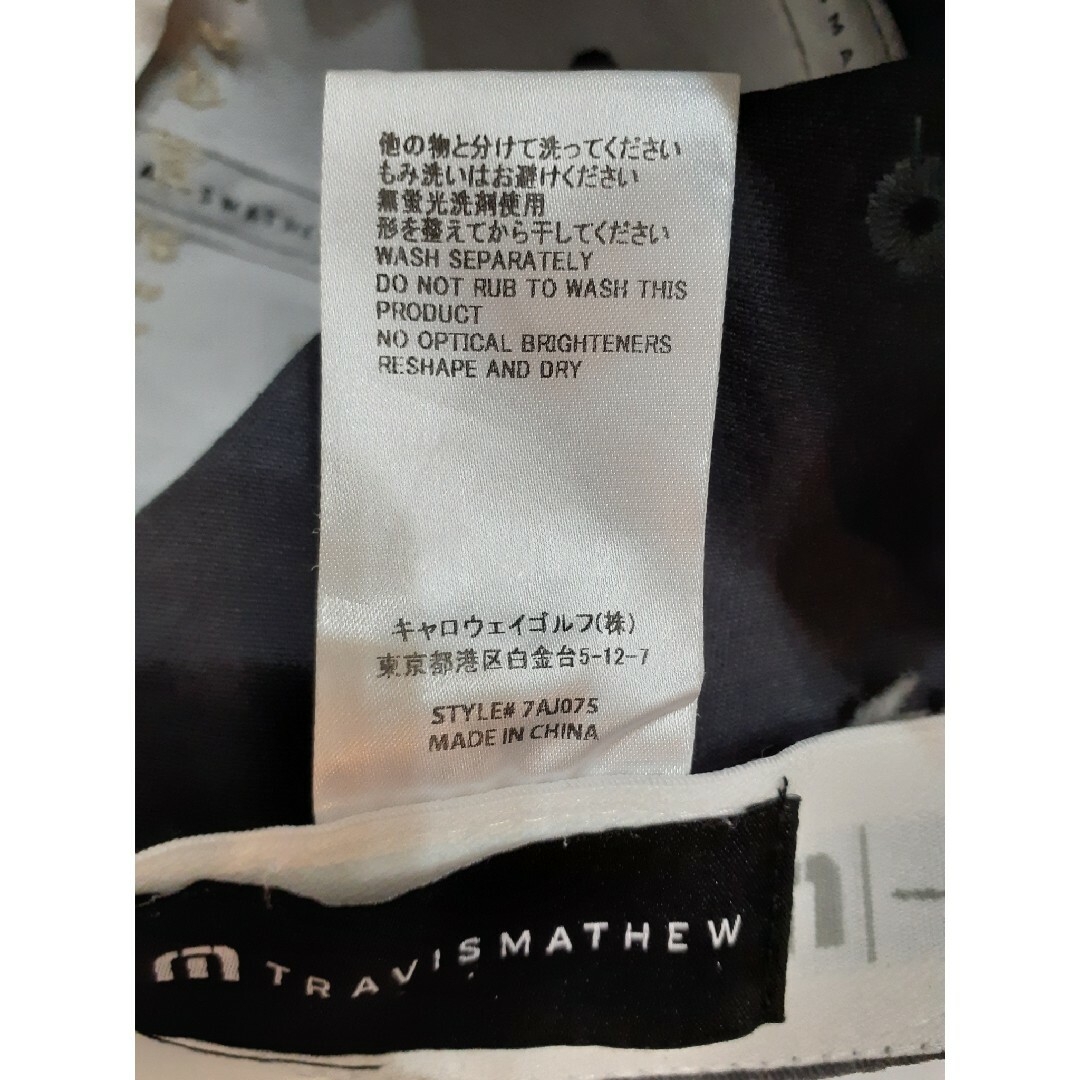 他の物と分けて洗ってください
もみ洗いはお避けください
無蛍光洗剤使用
形を整えてから干してください
WASH SEPARATELY
DO NOT RUB TO WASH THIS
PRODUCT
NO OPTICAL BRIGHTENERS
RESHAPE AND DRY
キャロウェイゴルフ(株)
東京都港区白金台5-12-7
STYLE# 7AJ075
MADE IN CHINA
m TRAVISMATHEW